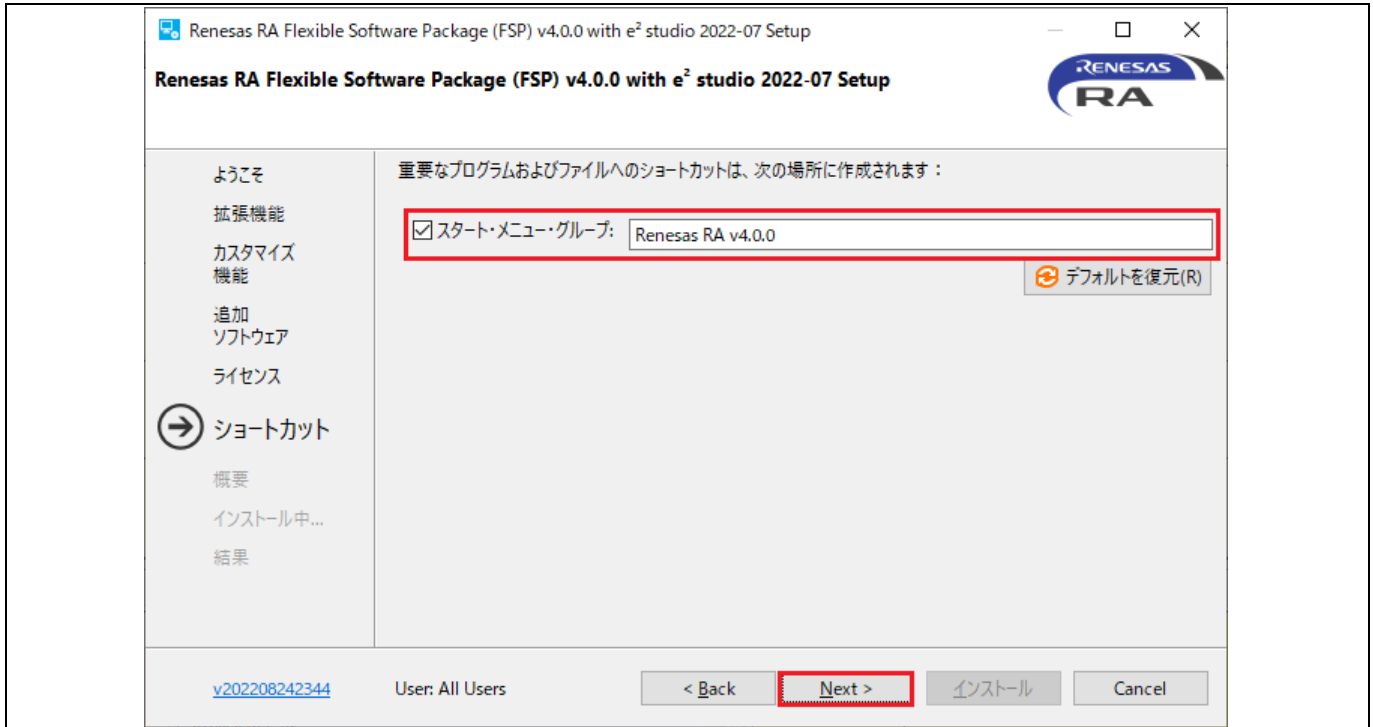 Renesas RA Flexible Software Package (FSP) v4.0.0 with e² studio 2022-07 Setup
Renesas RA Flexible Software Package (FSP) v4.0.0 with e² studio 2022-07 Setup
RENESAS
RA
ようこそ
拡張機能
カスタマイズ
機能
追加
ソフトウェア
ライセンス
ショートカット
概要
インストール中...
結果
重要なプログラムおよびファイルへのショートカットは、次の場所に作成されます：
スタート・メニュー・グループ: Renesas RA v4.0.0
デフォルトを復元(R)
v202208242344 User: All Users < Back Next > インストール Cancel